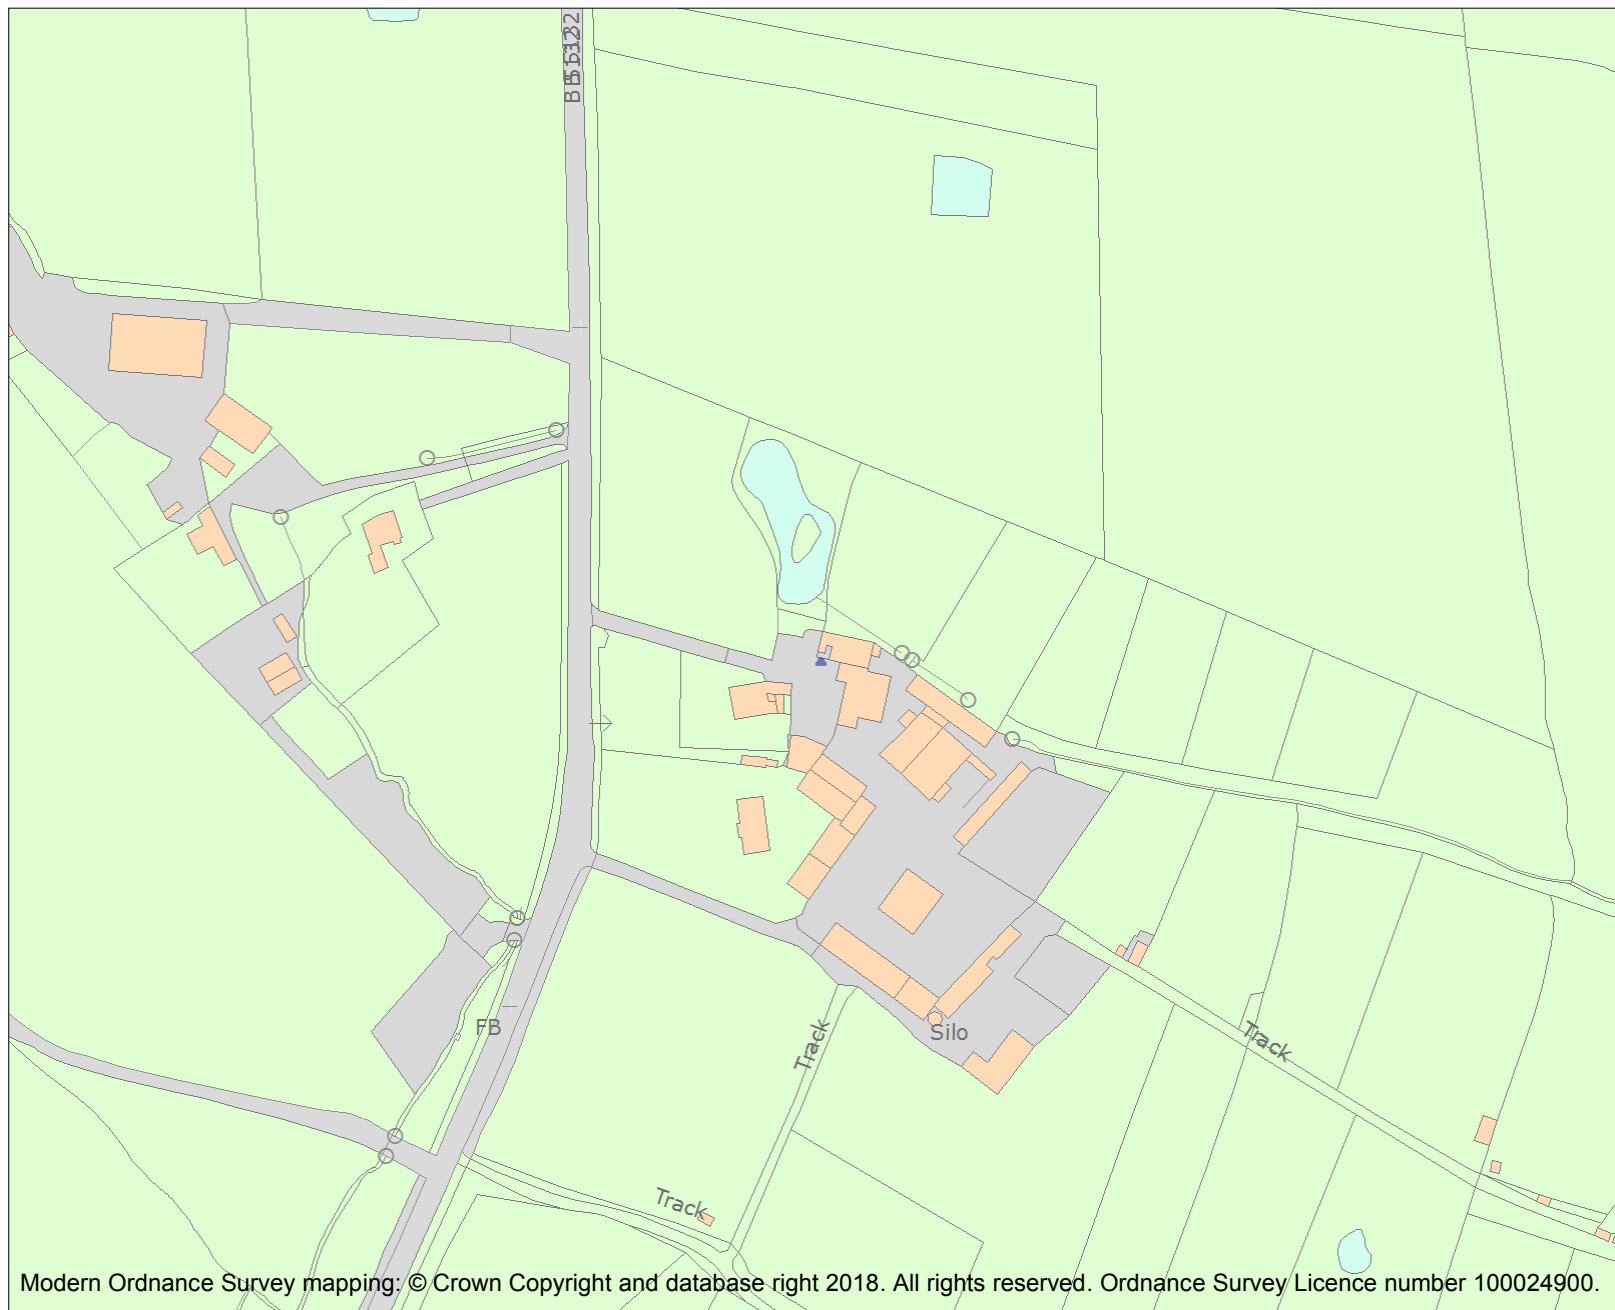 FB
Silo
Track
Track
Track
Modern Ordnance Survey mapping: © Crown Copyright and database right 2018. All rights reserved. Ordnance Survey Licence number 100024900.